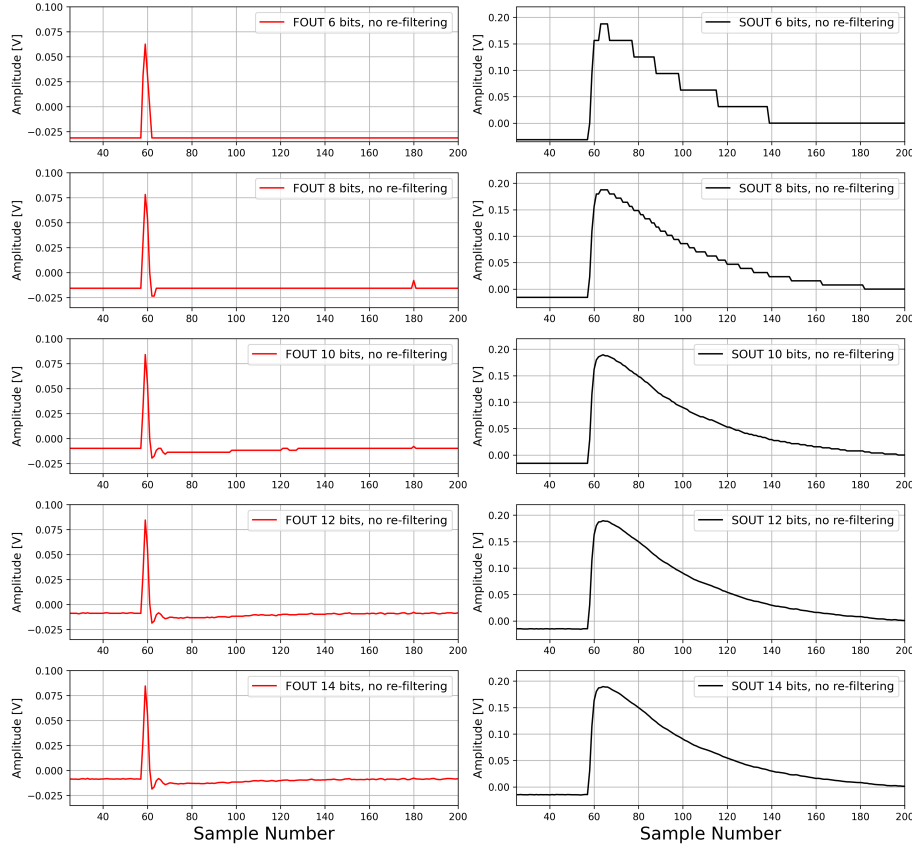 FOUT 6 bits, no re-filtering
Amplitude [V]
0.100
0.075
0.050
0.025
0.000
−0.025
40 60 80 100 120 140 160 180 200
SOUT 6 bits, no re-filtering
Amplitude [V]
0.20
0.15
0.10
0.05
0.00
40 60 80 100 120 140 160 180 200
FOUT 8 bits, no re-filtering
Amplitude [V]
0.100
0.075
0.050
0.025
0.000
−0.025
40 60 80 100 120 140 160 180 200
SOUT 8 bits, no re-filtering
Amplitude [V]
0.20
0.15
0.10
0.05
0.00
40 60 80 100 120 140 160 180 200
FOUT 10 bits, no re-filtering
Amplitude [V]
0.100
0.075
0.050
0.025
0.000
−0.025
40 60 80 100 120 140 160 180 200
SOUT 10 bits, no re-filtering
Amplitude [V]
0.20
0.15
0.10
0.05
0.00
40 60 80 100 120 140 160 180 200
FOUT 12 bits, no re-filtering
Amplitude [V]
0.100
0.075
0.050
0.025
0.000
−0.025
40 60 80 100 120 140 160 180 200
SOUT 12 bits, no re-filtering
Amplitude [V]
0.20
0.15
0.10
0.05
0.00
40 60 80 100 120 140 160 180 200
FOUT 14 bits, no re-filtering
Amplitude [V]
0.100
0.075
0.050
0.025
0.000
−0.025
40 60 80 100 120 140 160 180 200
Sample Number
SOUT 14 bits, no re-filtering
Amplitude [V]
0.20
0.15
0.10
0.05
0.00
40 60 80 100 120 140 160 180 200
Sample Number